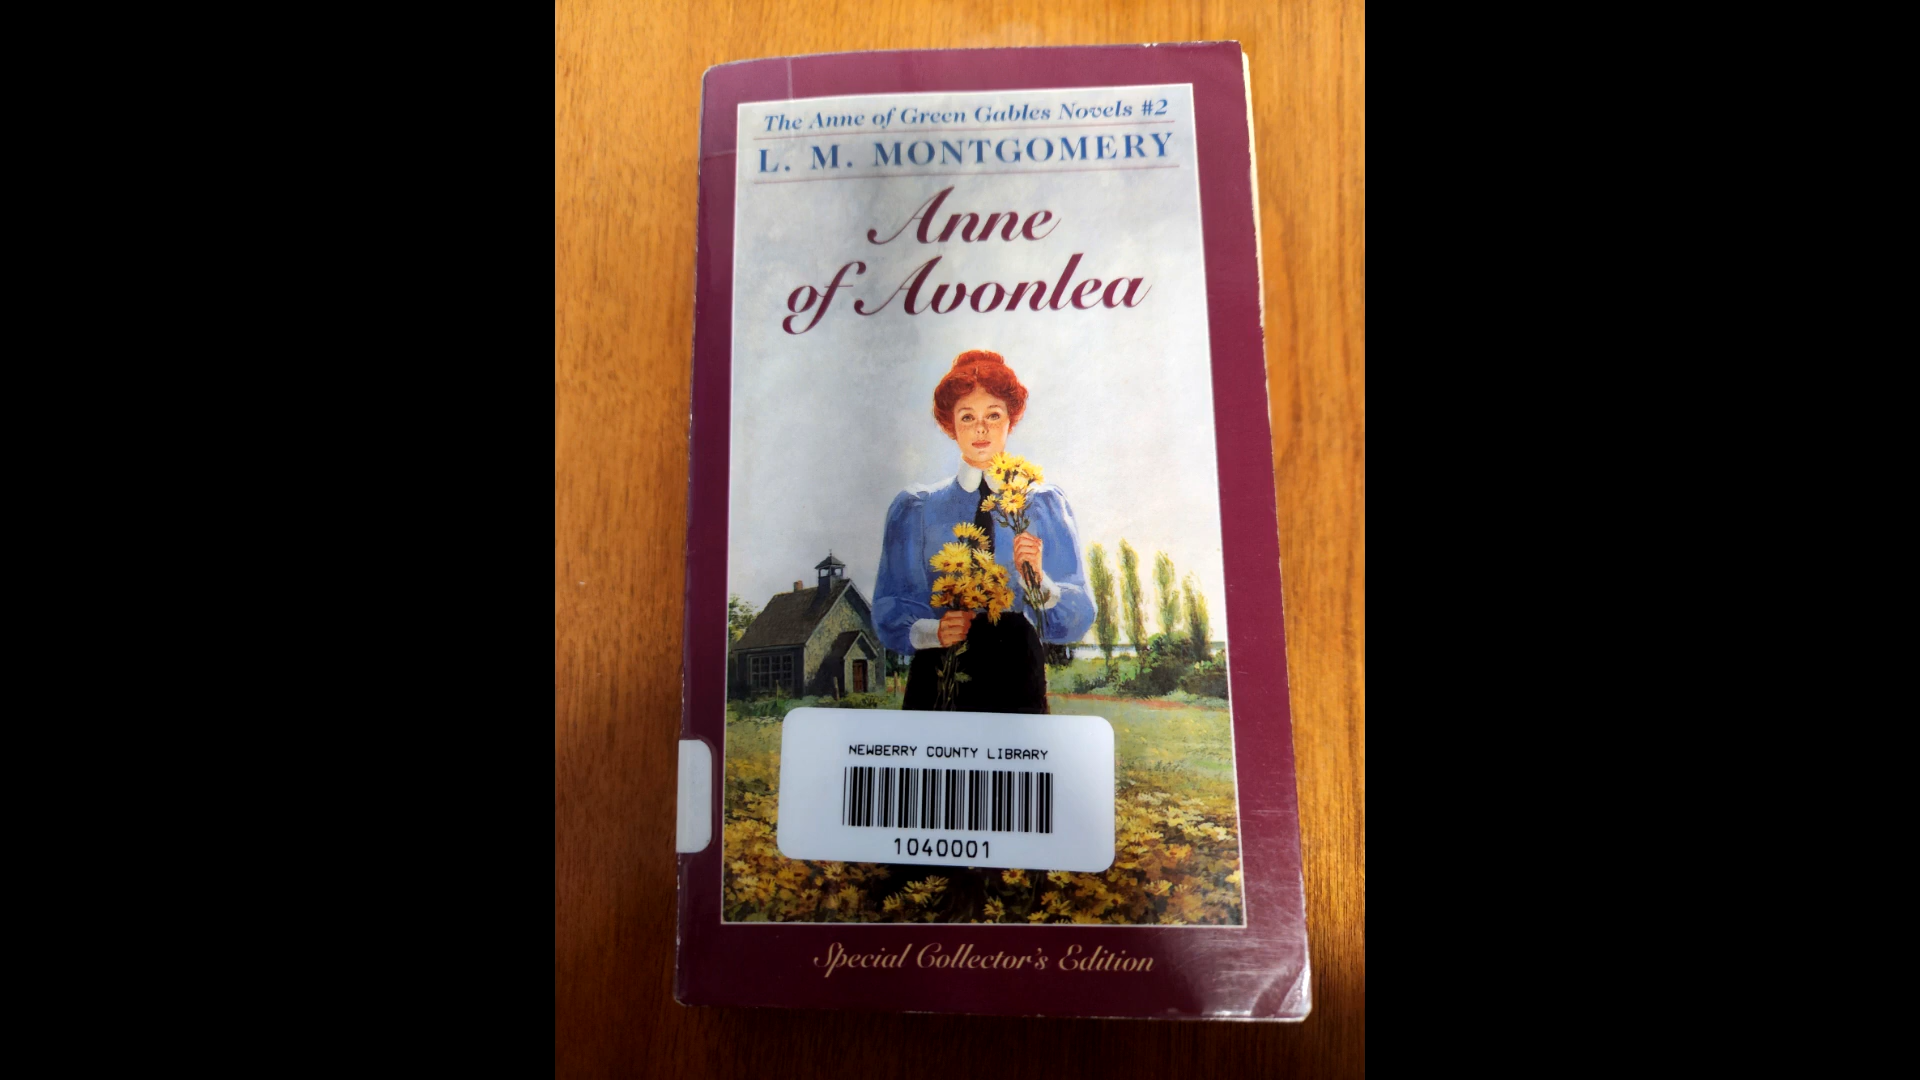 The Anne of Green Gables Novels #2
L. M. MONTGOMERY
Anne
of Avonlea
NEWBERRY COUNTY LIBRARY
1040001
Special Collector's Edition